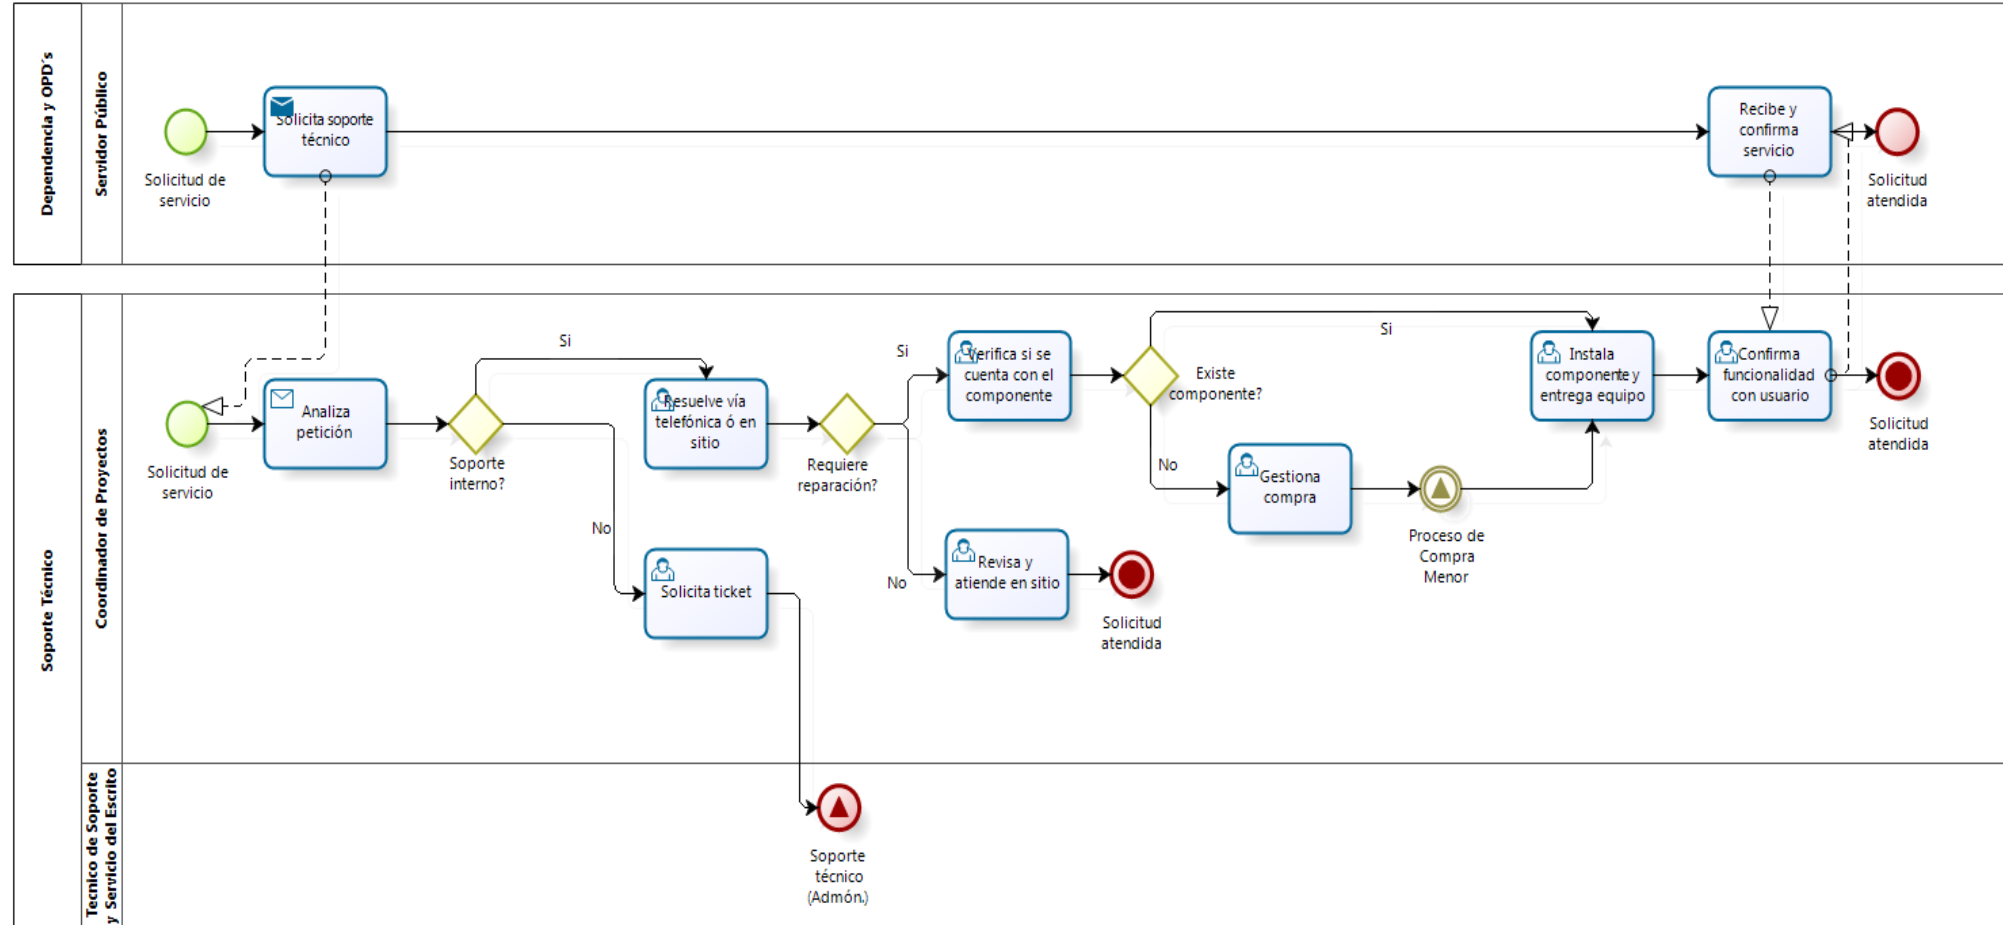 Dependencia y OPD´s
Servidor Público
Solicitud de
servicio
Solicita soporte
técnico
Recibe y
confirma
servicio
Solicitud
atendida
Soporte Técnico
Coordinador de Proyectos
Solicitud de
servicio
Analiza
petición
Soporte
interno?
Si
No
Resuelve vía
telefónica ó en
sitio
Solicita ticket
Requiere
reparación?
Si
No
Verifica si se
cuenta con el
componente
Revisa y
atiende en sitio
Solicitud
atendida
Existe
componente?
Si
No
Gestiona
compra
Proceso de
Compra
Menor
Instala
componente y
entrega equipo
Confirma
funcionalidad
con usuario
Solicitud
atendida
Tecnico de Soporte
y Servicio del Escrito
Soporte
técnico
(Admón.)